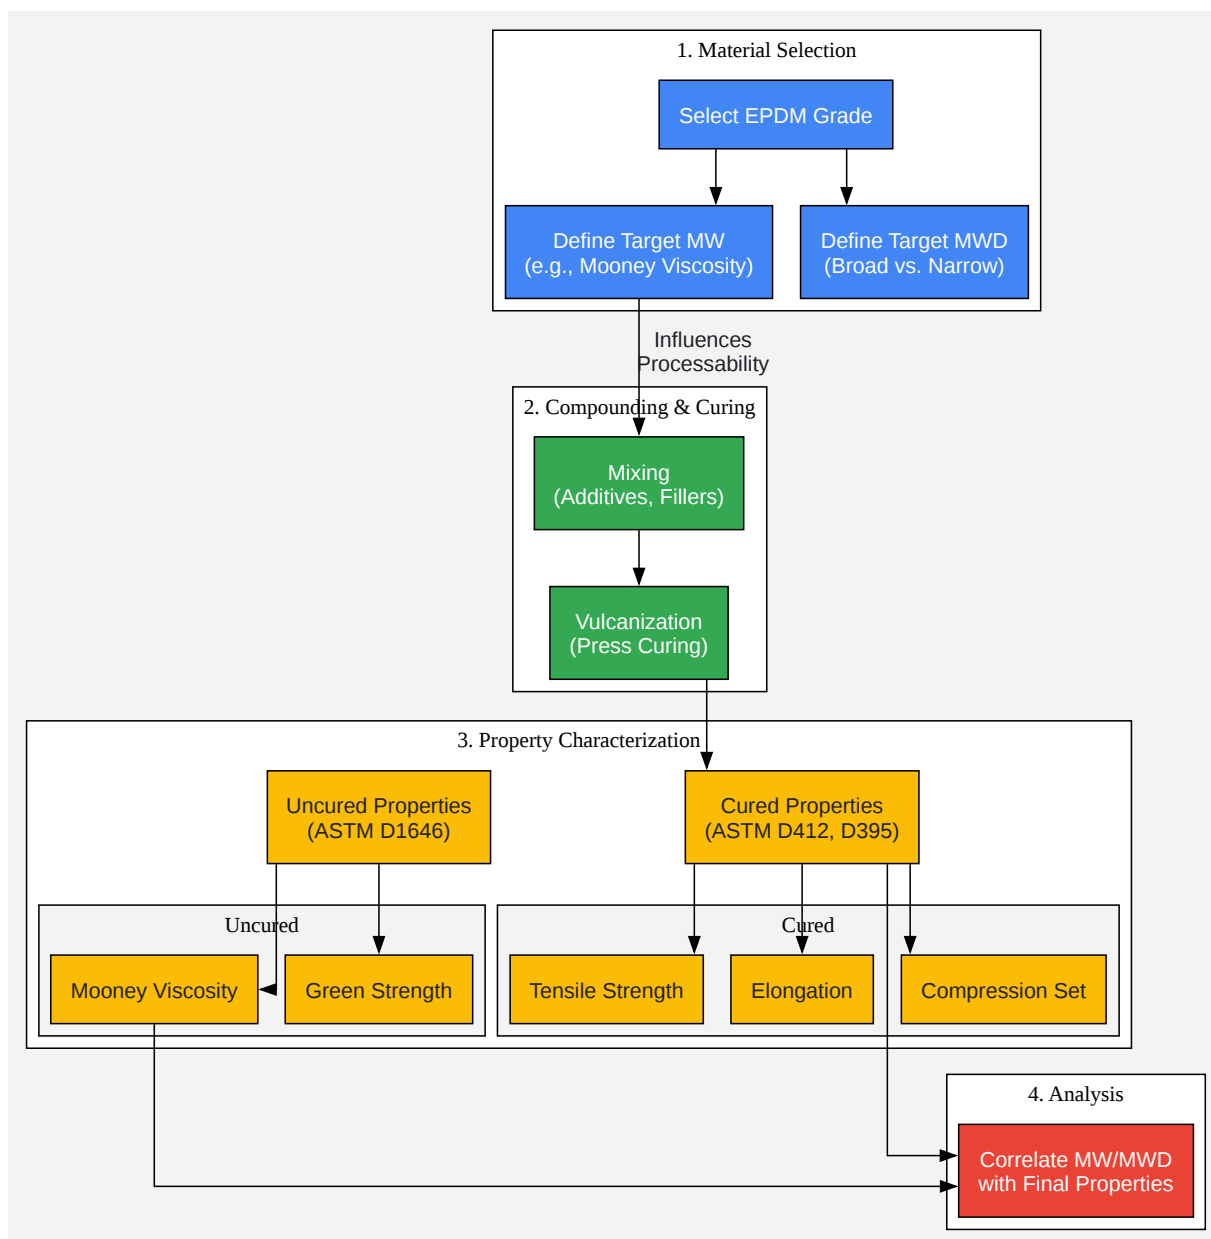 1. Material Selection
Select EPDM Grade
Define Target MW
(e.g., Mooney Viscosity)
Define Target MWD
(Broad vs. Narrow)
Influences
Processability
2. Compounding & Curing
Mixing
(Additives, Fillers)
Vulcanization
(Press Curing)
3. Property Characterization
Uncured Properties
(ASTM D1646)
Cured Properties
(ASTM D412, D395)
Uncured
Mooney Viscosity
Green Strength
Cured
Tensile Strength
Elongation
Compression Set
4. Analysis
Correlate MW/MWD
with Final Properties